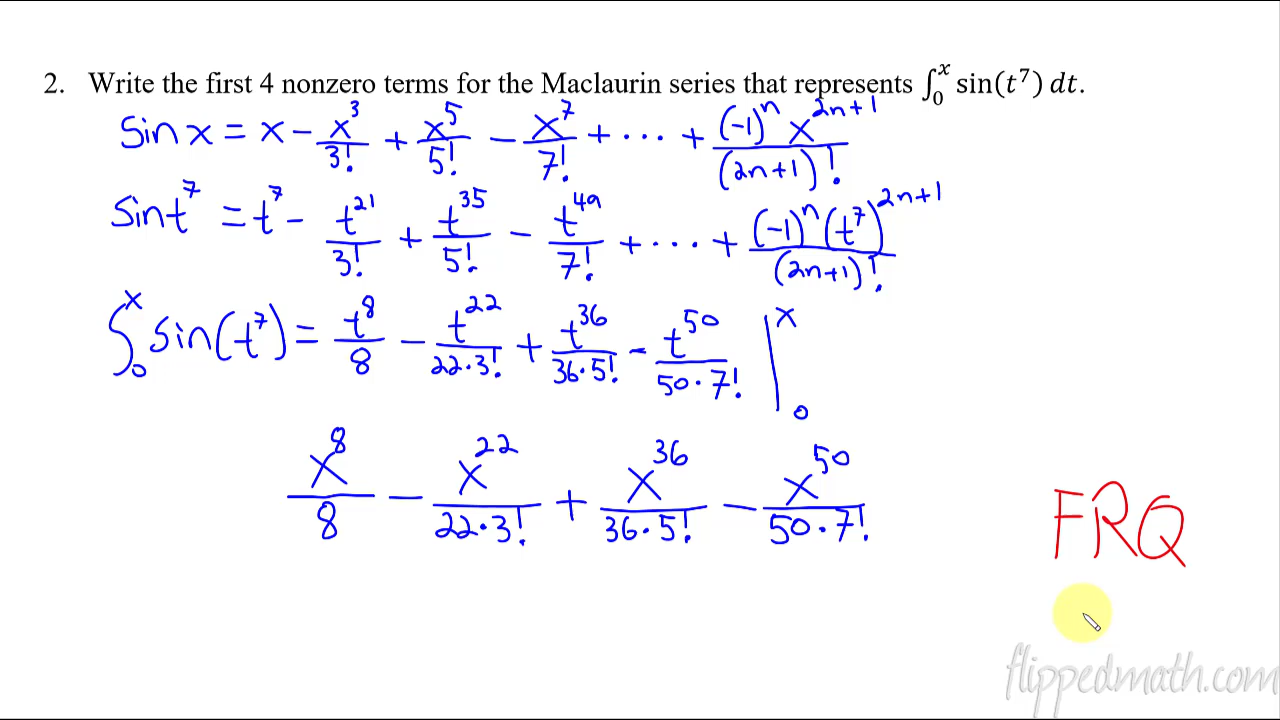 2. Write the first 4 nonzero terms for the Maclaurin series that represents ∫₀ˣ sin(t⁷) dt.
Sin x = x - x³/3! + x⁵/5! - x⁷/7! + ··· + (-1)ⁿ x²ⁿ⁺¹/(2n+1)!
Sin t⁷ = t⁷ - t²¹/3! + t³⁵/5! - t⁴⁹/7! + ··· + (-1)ⁿ (t⁷)²ⁿ⁺¹/(2n+1)!
∫₀ˣ Sin(t⁷) = t⁸/8 - t²²/22·3! + t³⁶/36·5! - t⁵⁰/50·7! |₀ˣ
x⁸/8 - x²²/22·3! + x³⁶/36·5! - x⁵⁰/50·7!
FRQ
flippedmath.com